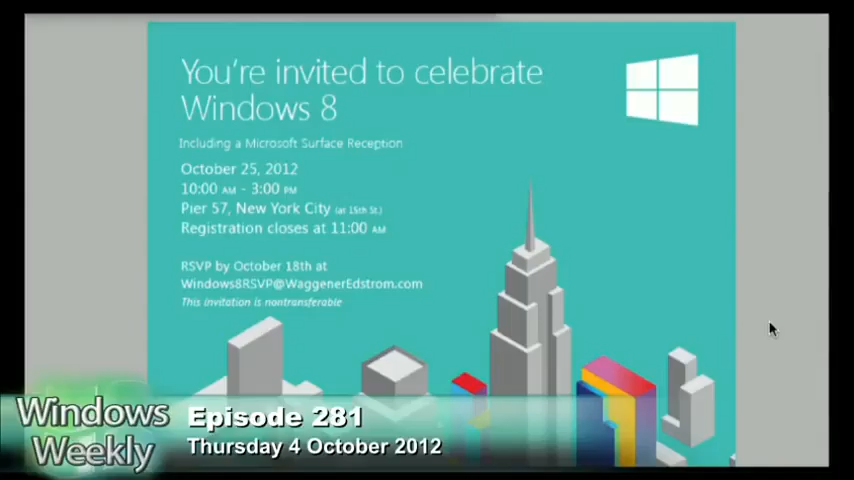 You're invited to celebrate
Windows 8
Including a Microsoft Surface Reception
October 25, 2012
10:00 AM - 3:00 PM
Pier 57, New York City (at 15th St.)
Registration closes at 11:00 AM
RSVP by October 18th at
Windows8RSVP@WaggenerEdstrom.com
This invitation is nontransferable
Windows
Weekly
Episode 281
Thursday 4 October 2012